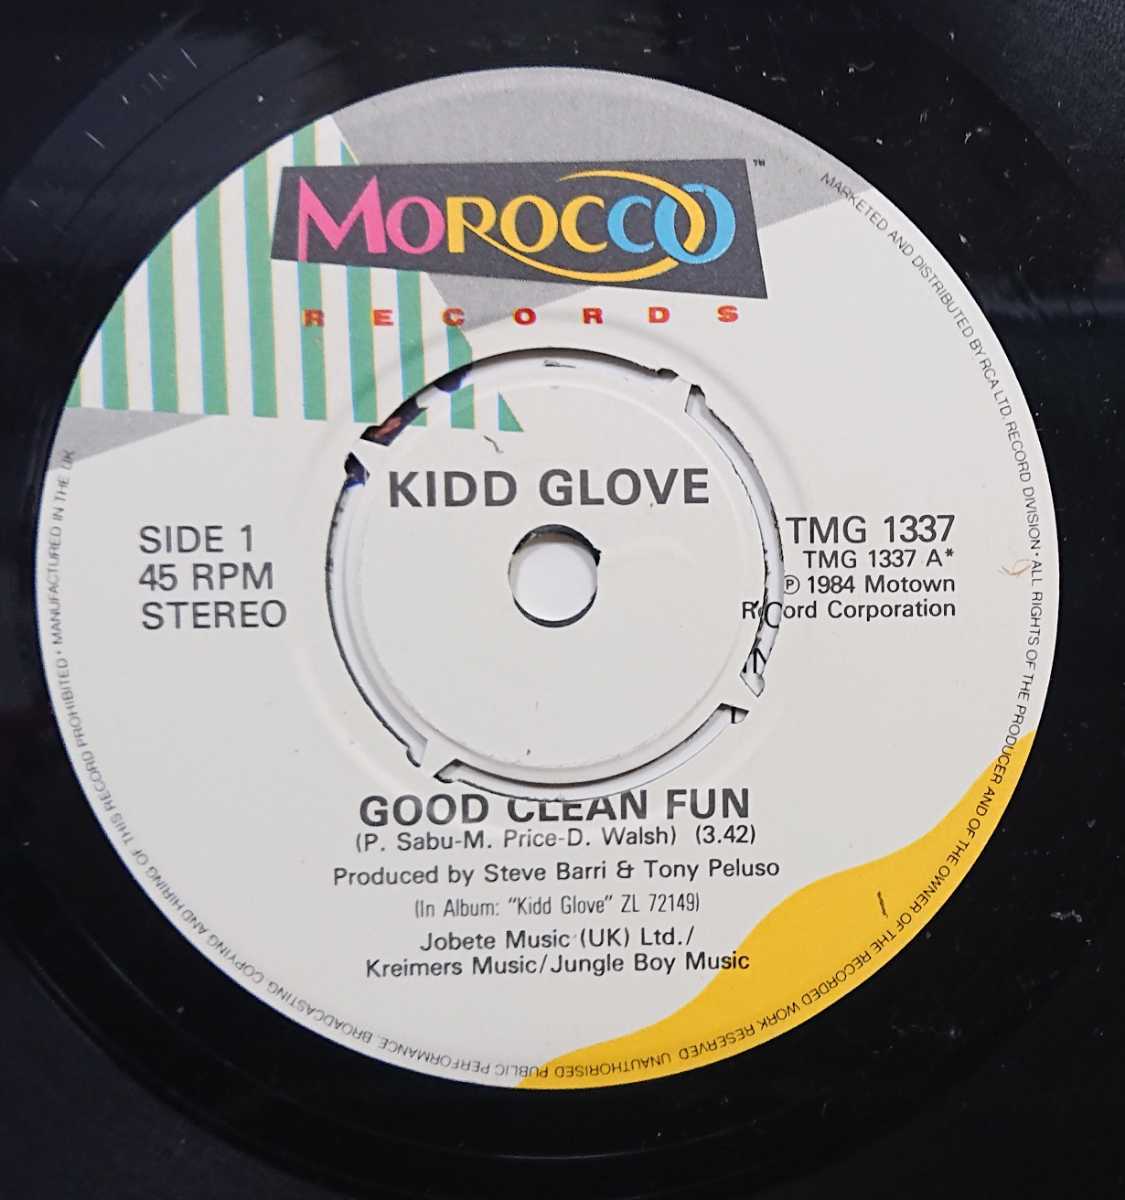 MOROCCO
™
RECORDS
KIDD GLOVE
SIDE 1
45 RPM
STEREO
TMG 1337
TMG 1337 A*
℗ 1984 Motown
Record Corporation
GOOD CLEAN FUN
(P. Sabu-M. Price-D. Walsh) (3.42)
Produced by Steve Barri & Tony Peluso
(In Album: "Kidd Glove" ZL 72149)
Jobete Music (UK) Ltd./
Kreimers Music/Jungle Boy Music
MARKETED AND DISTRIBUTED BY RCA LTD. RECORD DIVISION · ALL RIGHTS OF THE PRODUCER AND OF THE OWNER OF THE RECORDED WORK RESERVED. UNAUTHORISED PUBLIC PERFORMANCE, BROADCASTING, COPYING AND HIRING OF THIS RECORD PROHIBITED · MANUFACTURED IN THE UK